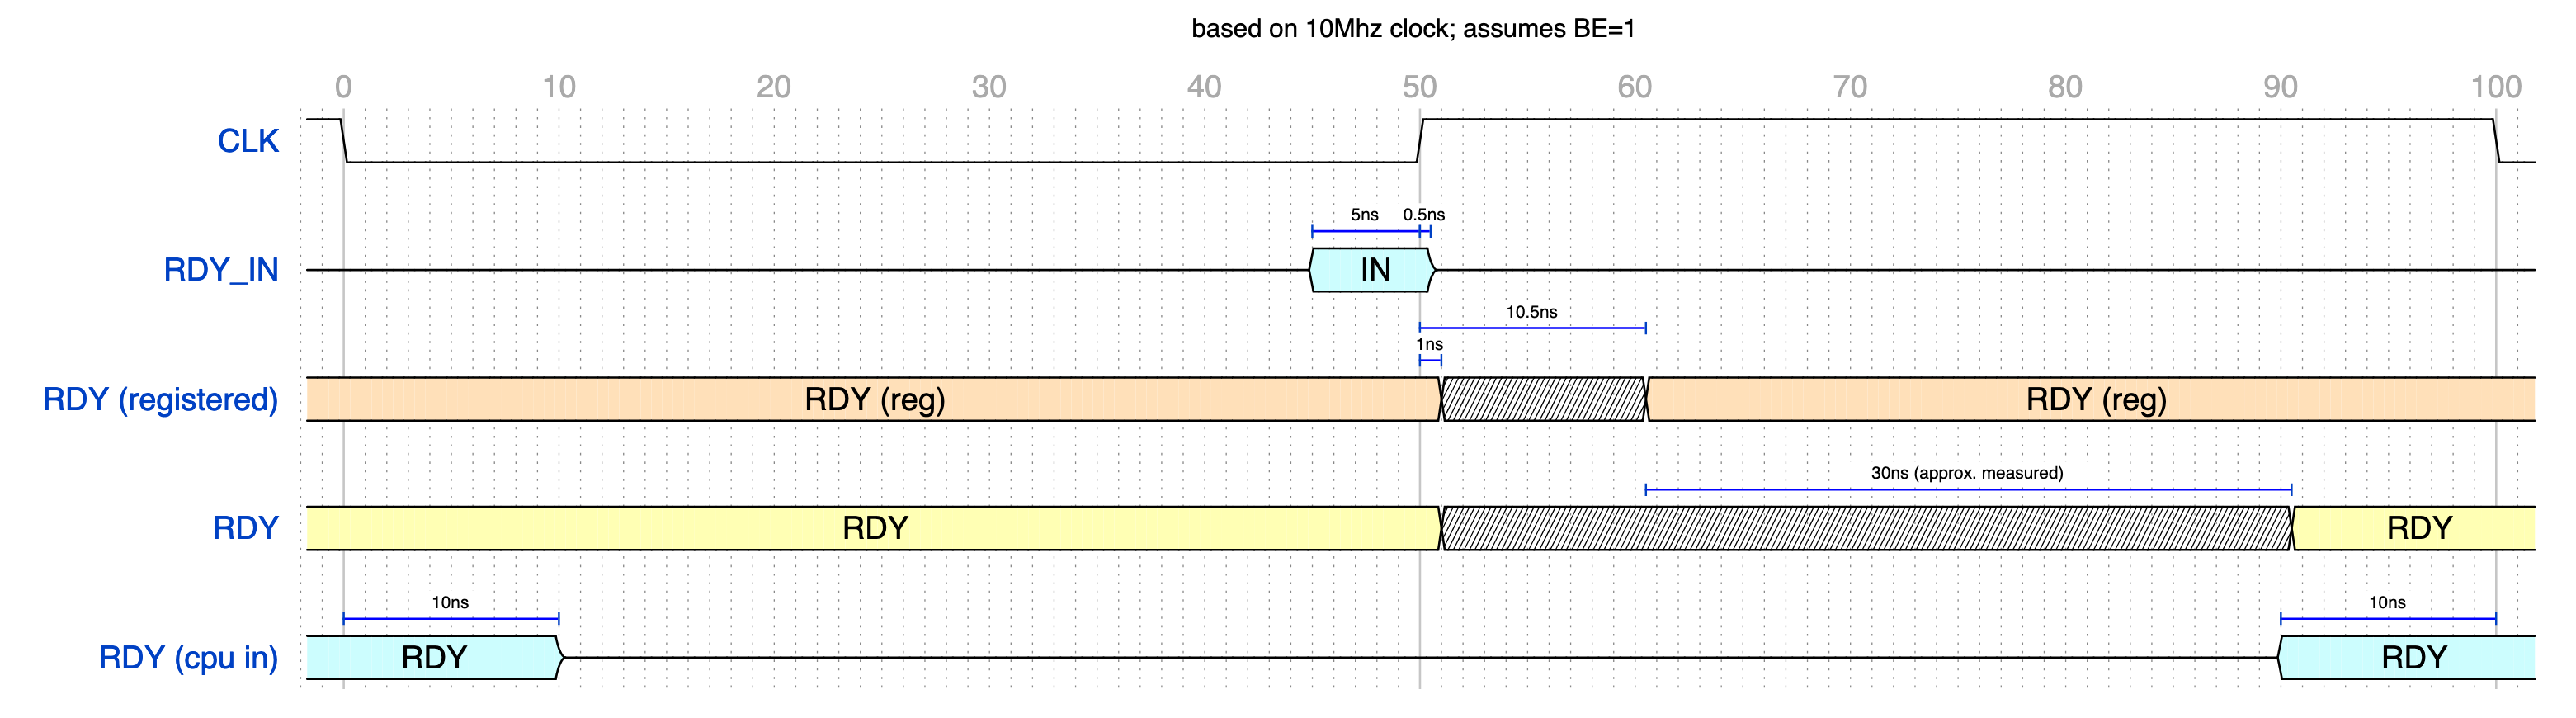 based on 10Mhz clock; assumes BE=1
0 10 20 30 40 50 60 70 80 90 100
CLK
5ns 0.5ns
RDY_IN IN
10.5ns
1ns
RDY (registered) RDY (reg) RDY (reg)
30ns (approx. measured)
RDY RDY RDY
10ns 10ns
RDY (cpu in) RDY RDY